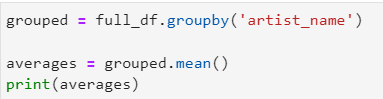 grouped = full_df.groupby('artist_name')
averages = grouped.mean()
print(averages)